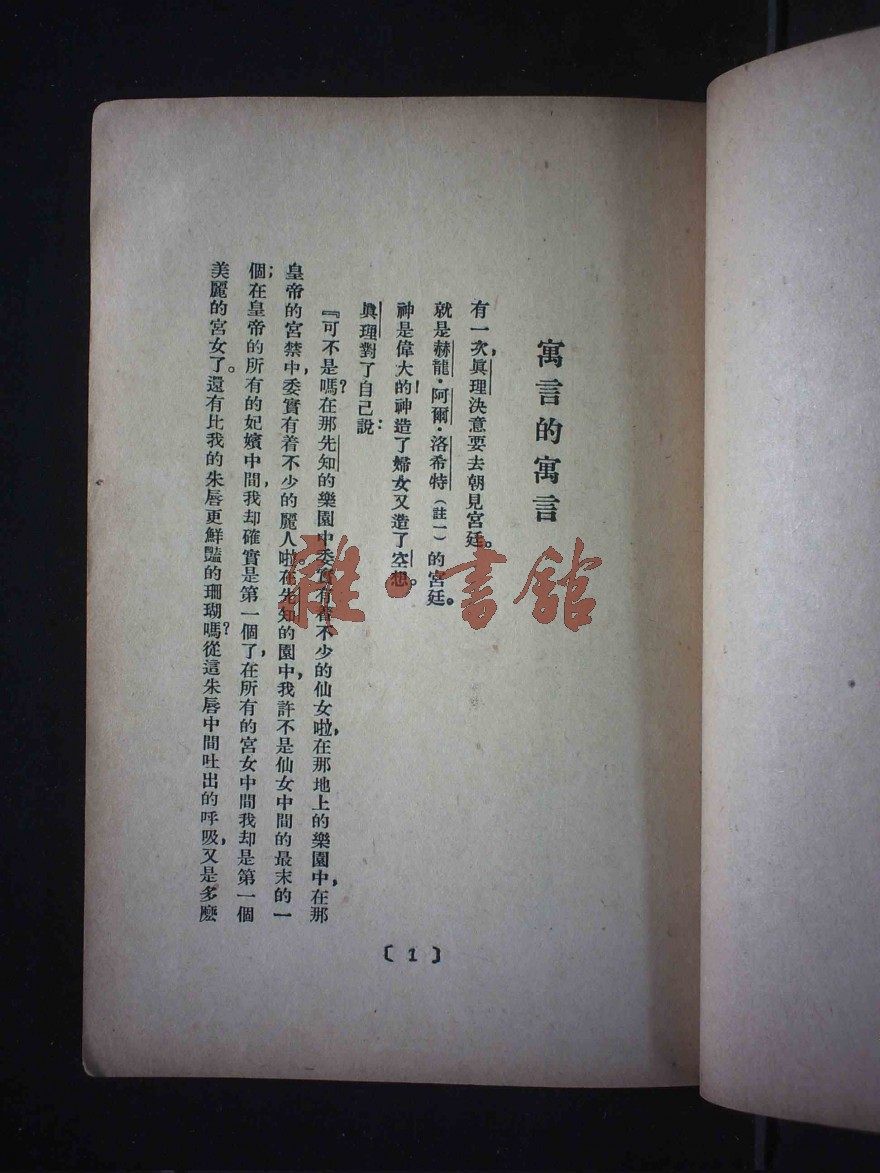 寓言的寓言
有一次，眞理決意要去朝見宮廷。
就是赫龍·阿爾·洛希特（註一）的宮廷。
神是偉大的！神造了婦女又造了空想。
眞理對了自己說：
『可不是嗎？在那先知的樂園中委實有着不少的仙女啦，在那地上的樂園中，在那
皇帝的宮禁中，委實有着不少的麗人啦。在先知的園中，我許不是仙女中間的最末的一
個；在皇帝的所有的妃嬪中間，我却確實是第一個了，在所有的宮女中間我却是第一個
美麗的宮女了。還有比我的朱唇更鮮豔的珊瑚嗎？從這朱唇中間吐出的呼吸，又是多麽
〔1〕
雜·書館